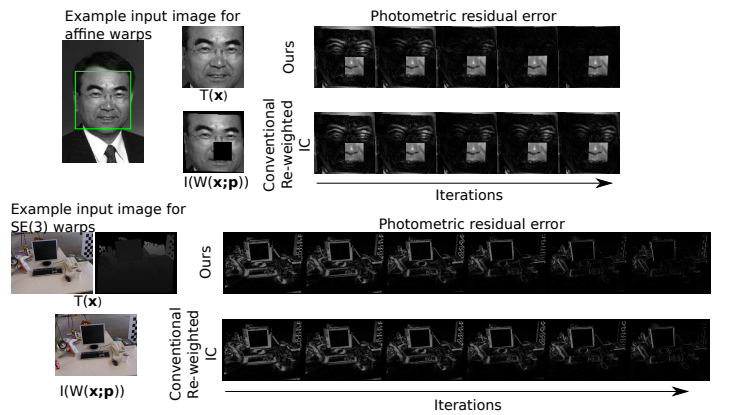 Example input image for
affine warps
Photometric residual error
Ours
T(x)
Conventional
Re-weighted
IC
I(W(x;p))
Iterations
Example input image for
SE(3) warps
Photometric residual error
Ours
T(x)
Conventional
Re-weighted
IC
I(W(x;p))
Iterations